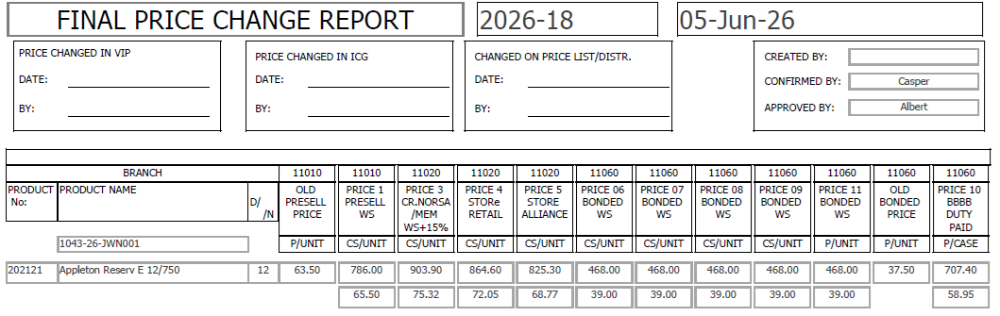 FINAL PRICE CHANGE REPORT 2026-18 05-Jun-26
PRICE CHANGED IN VIP
DATE:
BY:
PRICE CHANGED IN ICG
DATE:
BY:
CHANGED ON PRICE LIST/DISTR.
DATE:
BY:
CREATED BY:
CONFIRMED BY: Casper
APPROVED BY: Albert
BRANCH 11010 11010 11020 11020 11020 11060 11060 11060 11060 11060 11060 11060
PRODUCT PRODUCT NAME OLD PRICE 1 PRICE 3 PRICE 4 PRICE 5 PRICE 06 PRICE 07 PRICE 08 PRICE 09 PRICE 11 OLD PRICE 10
No: D/ PRESELL PRESELL CR.NORSA STORe STORE BONDED BONDED BONDED BONDED BONDED BONDED BBBB
/N PRICE WS /MEM RETAIL ALLIANCE WS WS WS WS WS PRICE DUTY
WS+15% PAID
1043-26-JWN001 P/UNIT CS/UNIT CS/UNIT CS/UNIT CS/UNIT CS/UNIT CS/UNIT CS/UNIT CS/UNIT P/UNIT P/UNIT P/CASE
202121 Appleton Reserv E 12/750 12 63.50 786.00 903.90 864.60 825.30 468.00 468.00 468.00 468.00 468.00 37.50 707.40
65.50 75.32 72.05 68.77 39.00 39.00 39.00 39.00 39.00 58.95